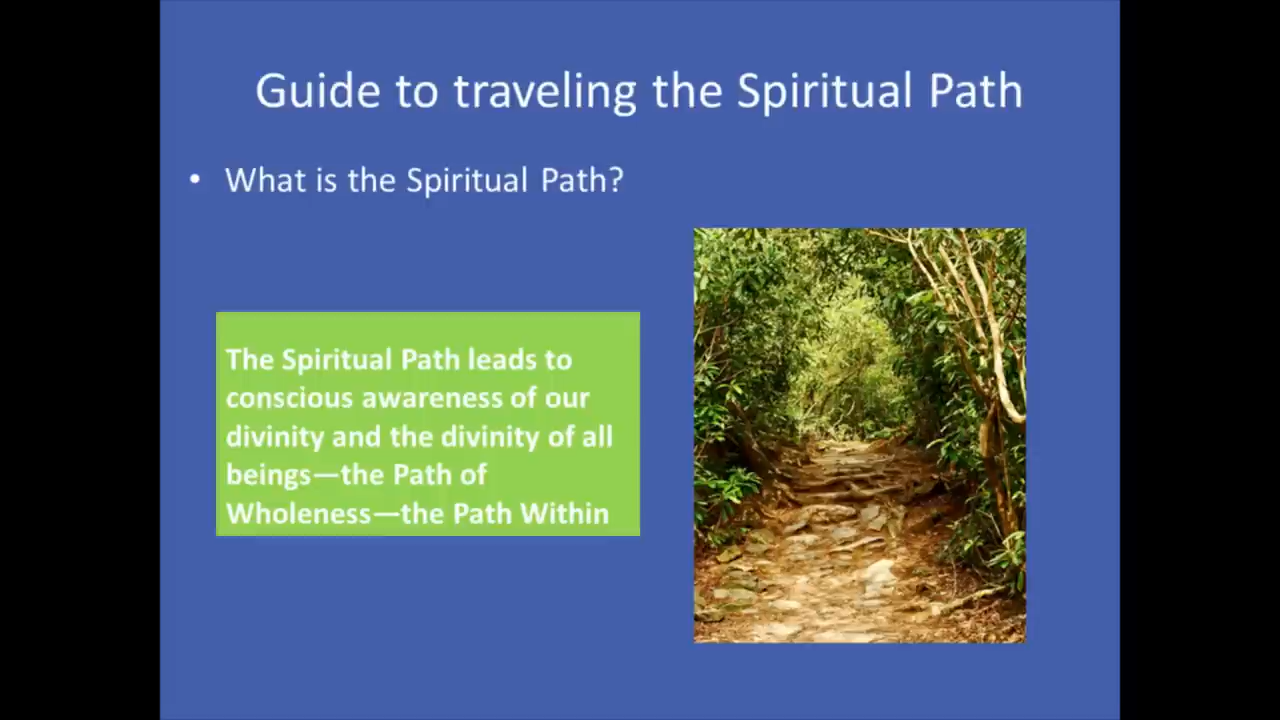 Guide to traveling the Spiritual Path
• What is the Spiritual Path?
The Spiritual Path leads to
conscious awareness of our
divinity and the divinity of all
beings—the Path of
Wholeness—the Path Within